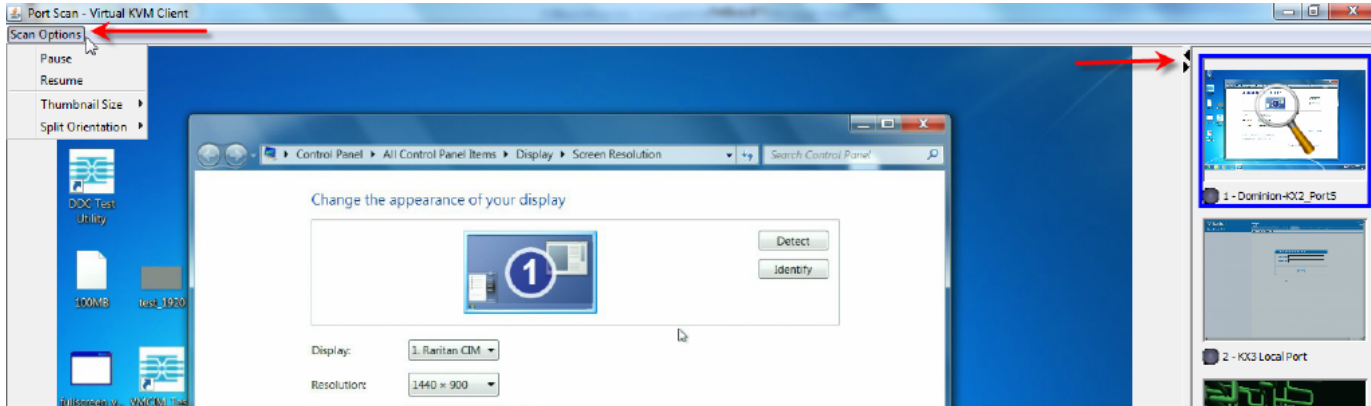 Port Scan - Virtual KVM Client
Scan Options
Pause
Resume
Thumbnail Size
Split Orientation
Control Panel
All Control Panel Items
Display
Screen Resolution
Search Control Panel
DDC Test
Utility
Change the appearance of your display
1
Detect
Identify
100MB
test_1920
Display:
1. Raritan CIM
Resolution:
1440 × 900
1 - Dominion-KX2_Port5
2 - KX3 Local Port